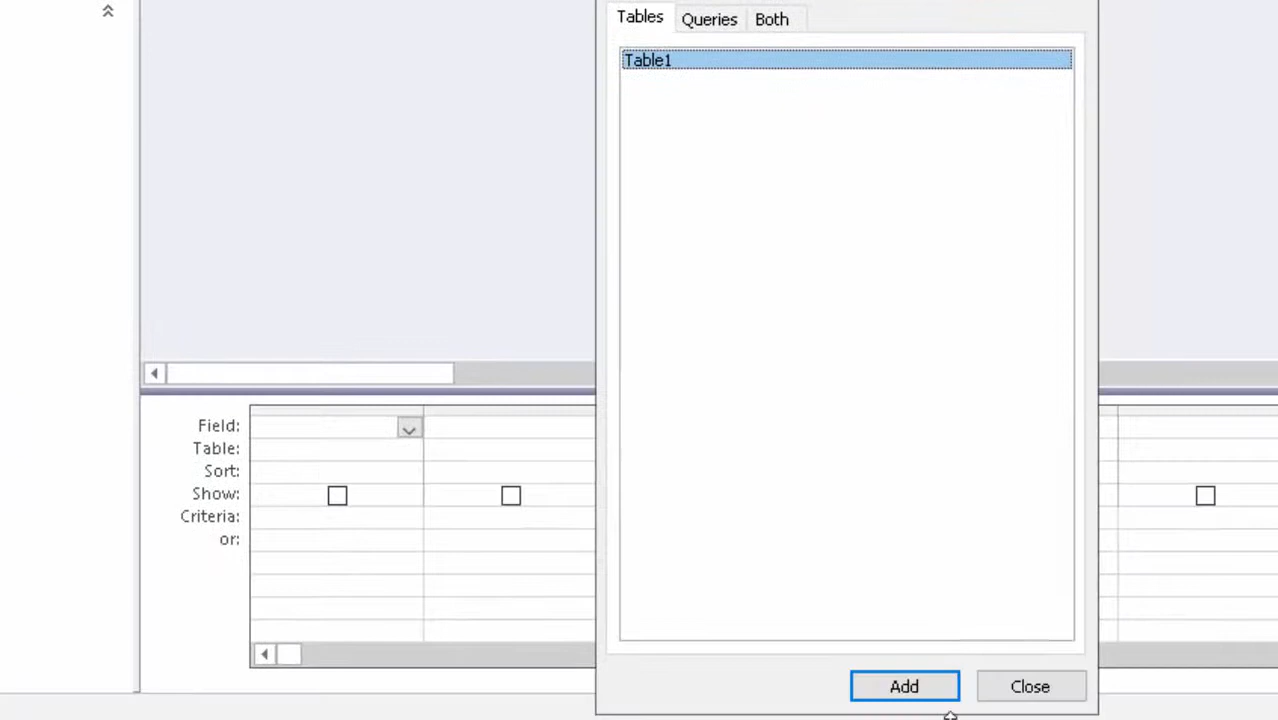 Tables Queries Both
Table1
Field:
Table:
Sort:
Show:
Criteria:
or:
Add Close